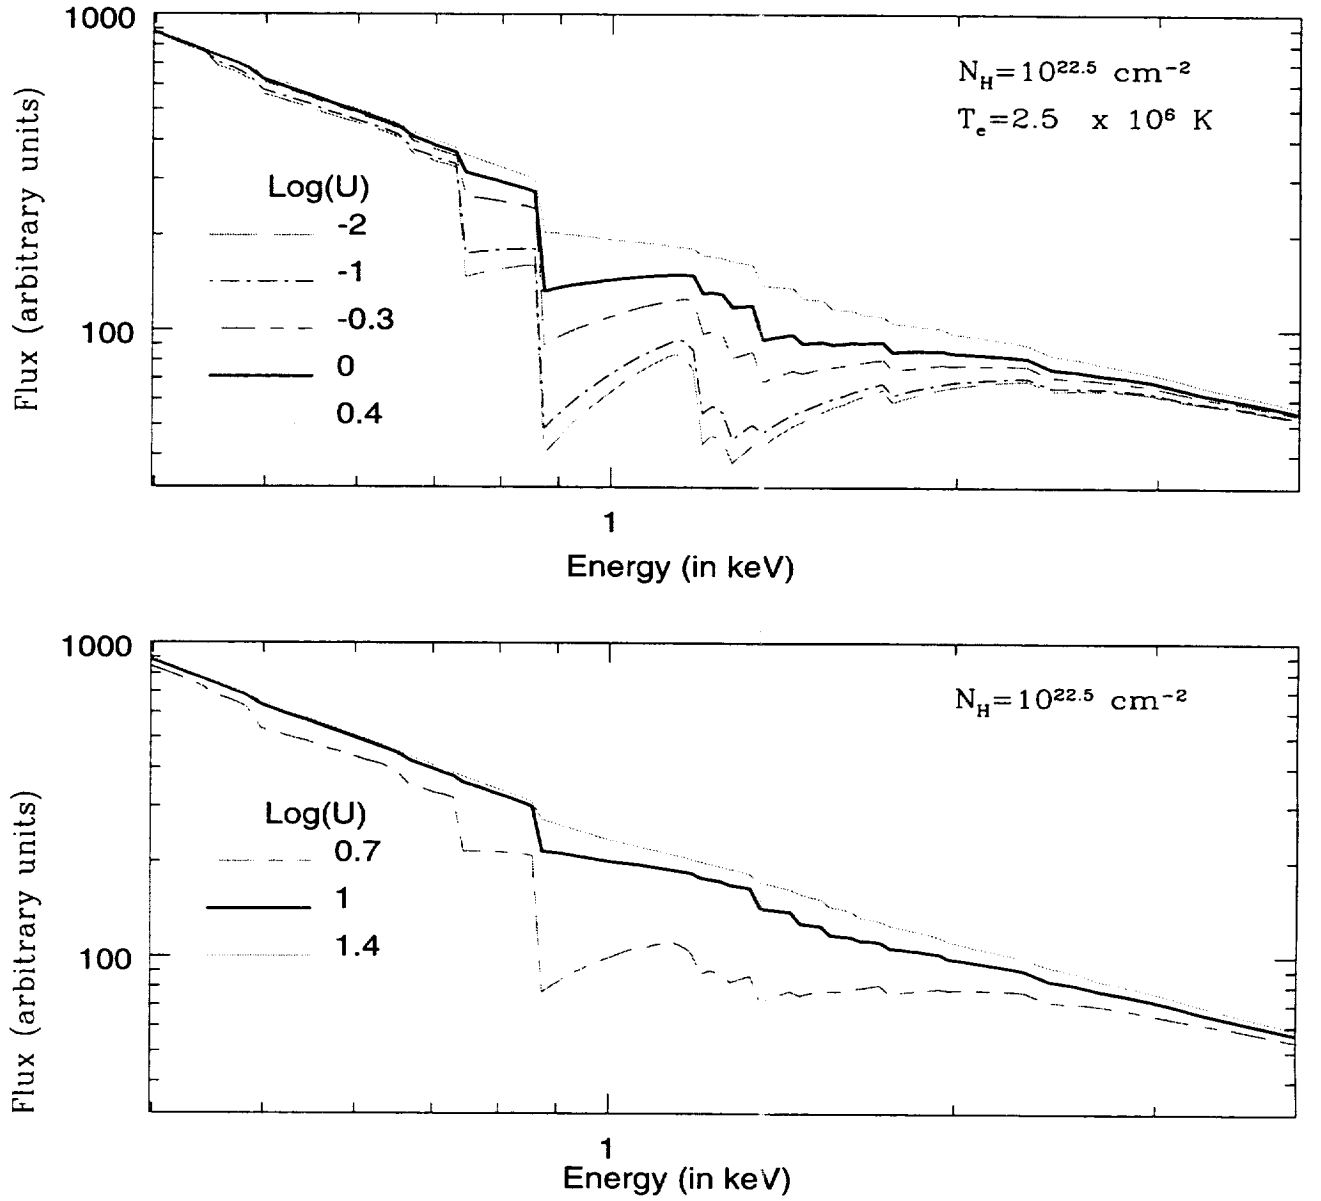 1000
100
Flux (arbitrary units)
N_H=10^22.5 cm^-2
T_e=2.5 x 10^6 K
Log(U)
-2
-1
-0.3
0
0.4
1
Energy (in keV)
1000
100
Flux (arbitrary units)
N_H=10^22.5 cm^-2
Log(U)
0.7
1
1.4
1
Energy (in keV)